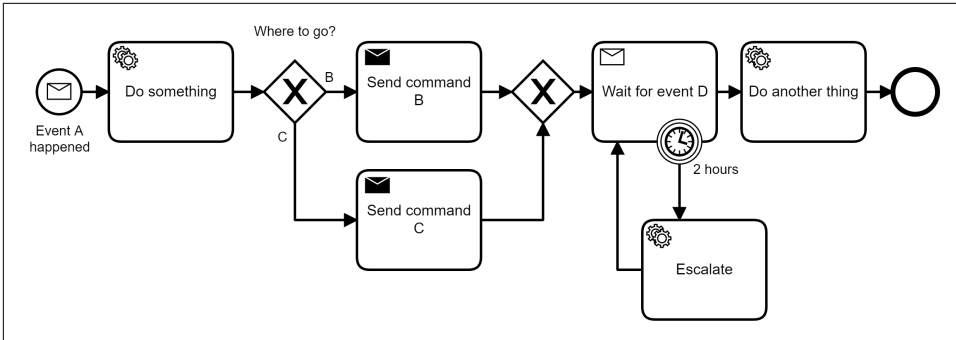 Where to go?
Event A
happened
Do something
B
C
Send command
B
Send command
C
Wait for event D
2 hours
Escalate
Do another thing